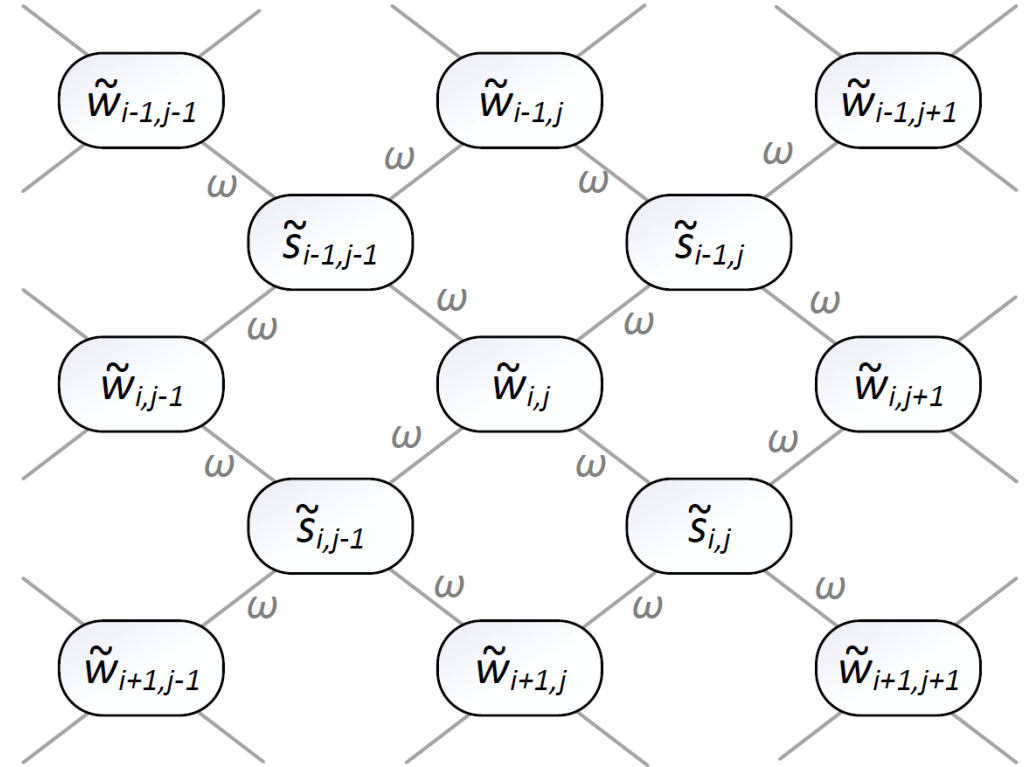 w̃i-1,j-1 w̃i-1,j w̃i-1,j+1
ω ω ω ω
s̃i-1,j-1 s̃i-1,j
ω ω ω ω
w̃i,j-1 w̃i,j w̃i,j+1
ω ω ω ω
s̃i,j-1 s̃i,j
ω ω ω ω
w̃i+1,j-1 w̃i+1,j w̃i+1,j+1